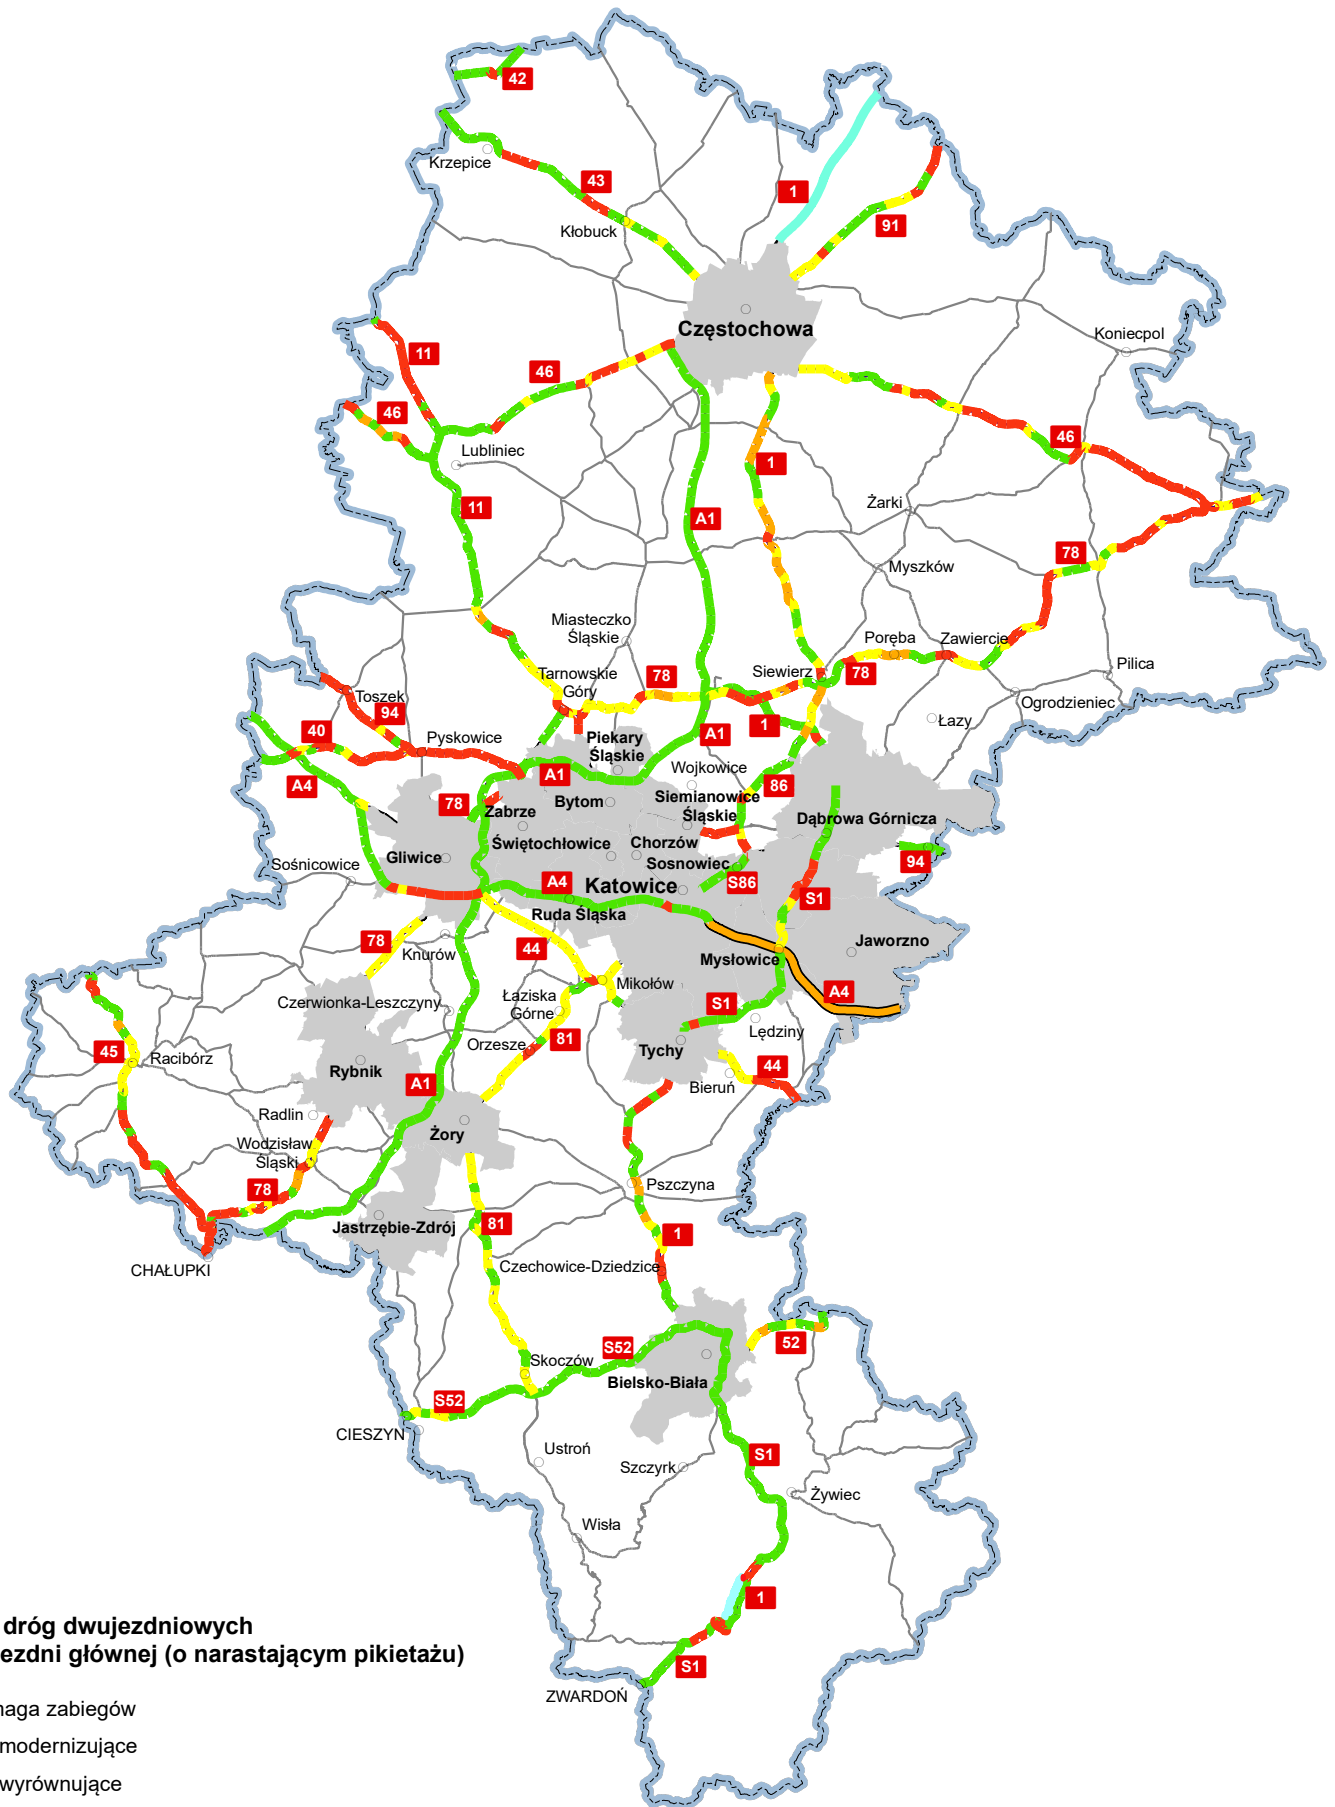 42
Krzepice
43
1
91
Kłobuck
Częstochowa
Koniecpol
11
46
46
46
Lubliniec
1
11
A1
Żarki
78
Myszków
Miasteczko
Śląskie
Poręba
Zawiercie
Tarnowskie
Góry
78
Siewierz
78
Pilica
Toszek
94
Ogrodzieniec
40
Pyskowice
Piekary
Śląskie
A1
1
Łazy
A4
A1
Wojkowice
86
78
Zabrze
Bytom
Siemianowice
Śląskie
Dąbrowa Górnicza
Świętochłowice
Chorzów
Gliwice
Sosnowiec
94
Sośnicowice
A4
Katowice
S86
S1
Ruda Śląska
78
Knurów
44
Mysłowice
Jaworzno
Czerwionka-Leszczyny
Łaziska
Górne
Mikołów
S1
A4
Lędziny
45
Racibórz
Orzesze
81
Tychy
Rybnik
A1
Bieruń
44
Radlin
Żory
Wodzisław
Śląski
78
Pszczyna
Jastrzębie-Zdrój
81
1
CHAŁUPKI
Czechowice-Dziedzice
52
S52
Skoczów
Bielsko-Biała
S52
CIESZYN
Ustroń
Szczyrk
S1
Żywiec
Wisła
1
S1
ZWARDOŃ
dróg dwujezdniowych
ezdni głównej (o narastającym pikietażu)
naga zabiegów
modernizujące
wyrównujące